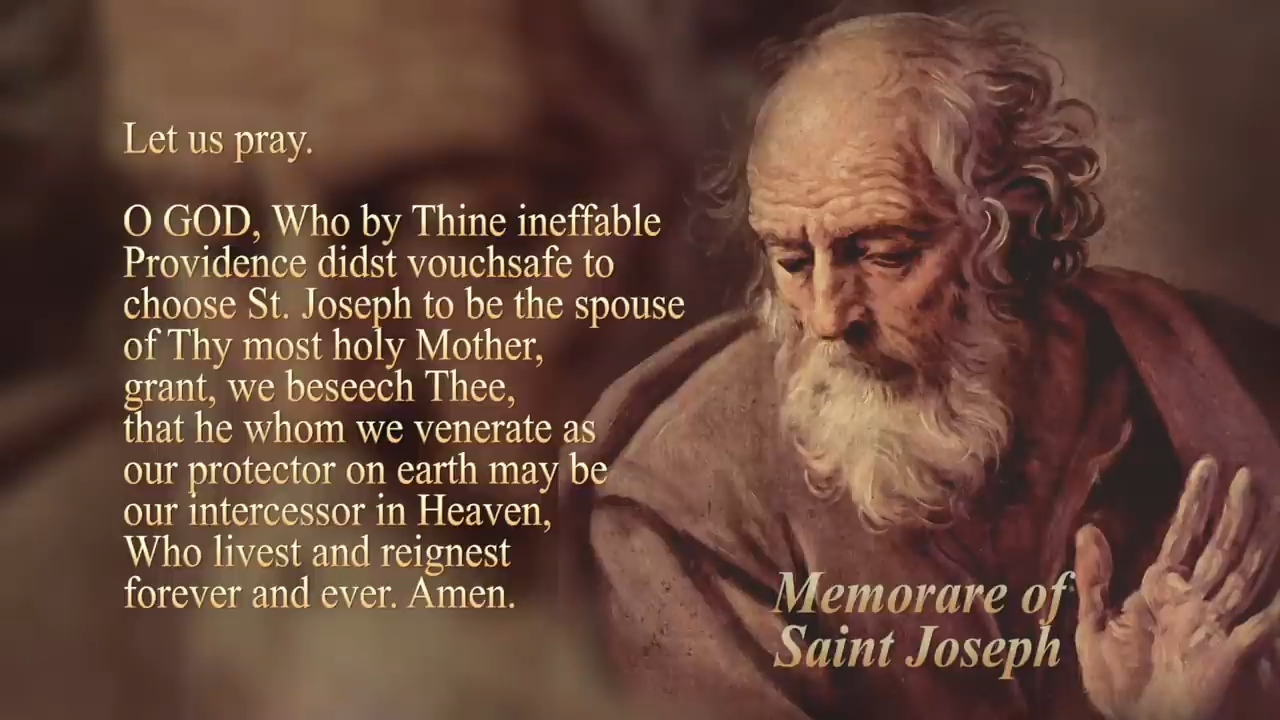 Let us pray.
O GOD, Who by Thine ineffable
Providence didst vouchsafe to
choose St. Joseph to be the spouse
of Thy most holy Mother,
grant, we beseech Thee,
that he whom we venerate as
our protector on earth may be
our intercessor in Heaven,
Who livest and reignest
forever and ever. Amen.
Memorare of
Saint Joseph